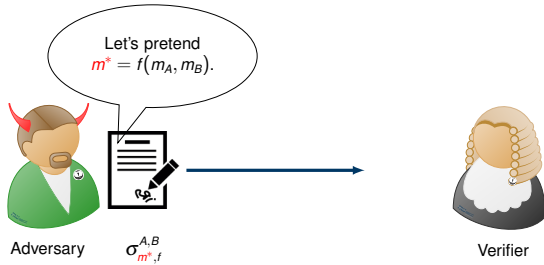 Let's pretend
m* = f(m_A, m_B).
Adversary
σ^{A,B}_{m*,f}
Verifier